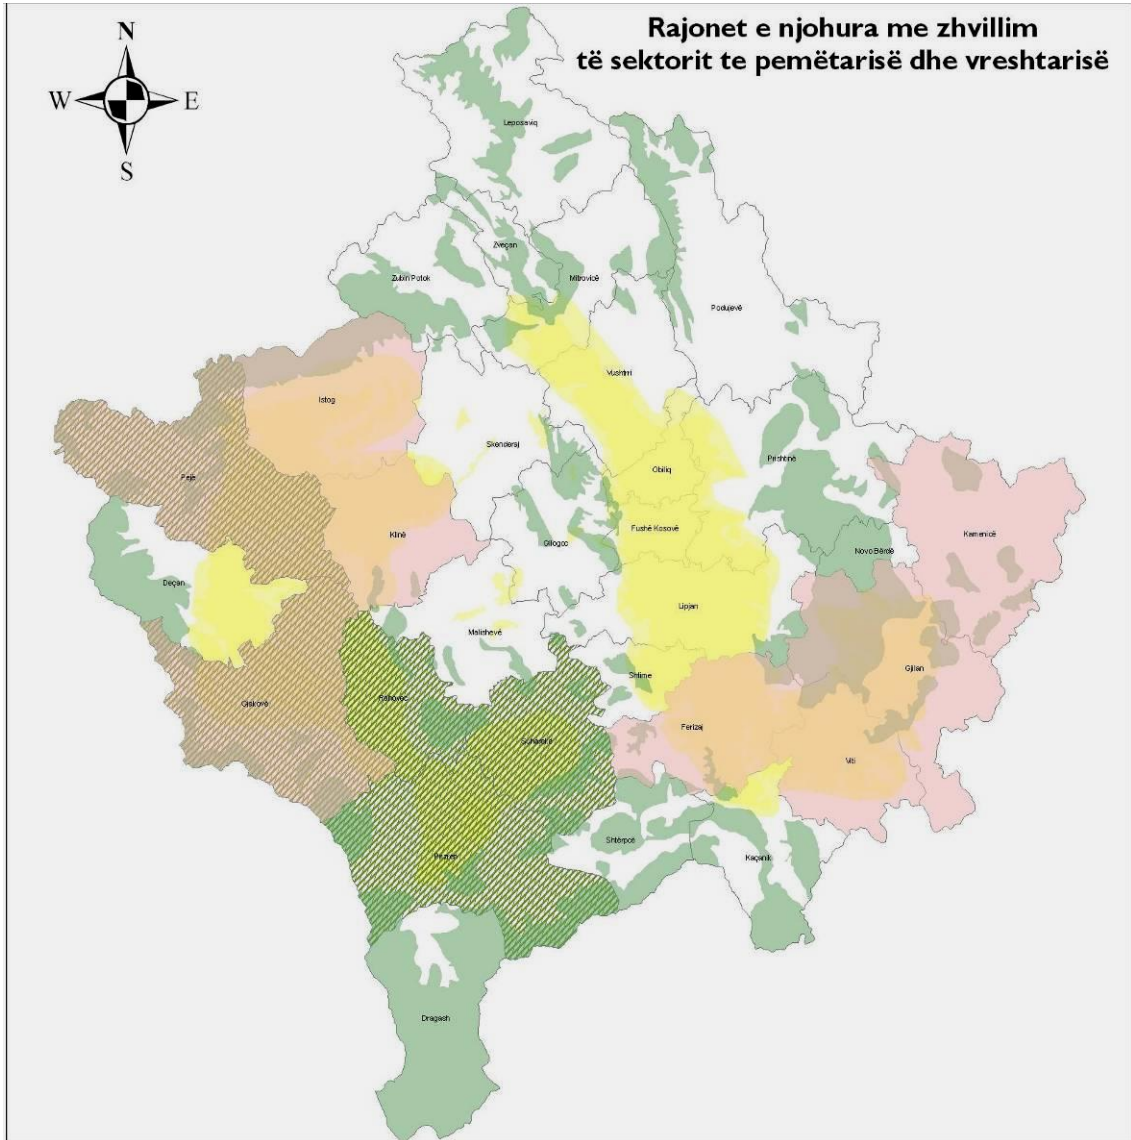 Rajonet e njohura me zhvillim
të sektorit te pemëtarisë dhe vreshtarisë
N
W
E
S
Leposaviq
Zveçan
Zubin Potok
Mitrovicë
Podujevë
Vushtrri
Istog
Skenderaj
Prishtinë
Obiliq
Pejë
Fushë Kosovë
Klinë
Gllogoc
Kamenicë
Novo Bërdë
Deçan
Lipjan
Malishevë
Gjilan
Shtime
Rahovec
Gjakovë
Ferizaj
Suharekë
Viti
Shtërpcë
Prizren
Kaçanik
Dragash